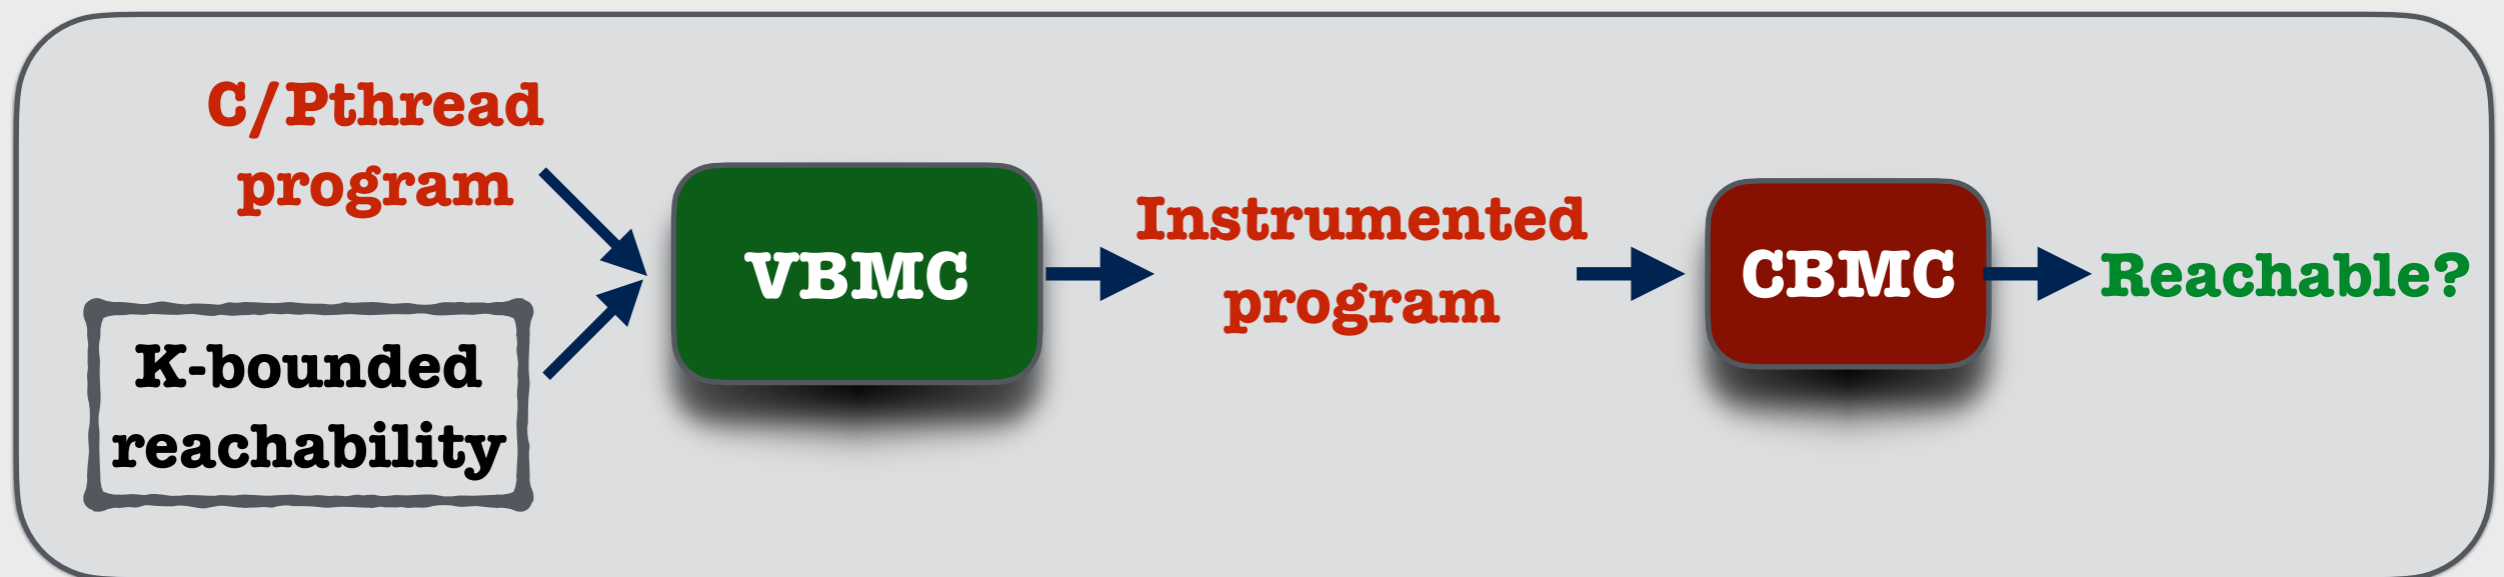 C/Pthread
program
K-bounded
reachability
VBMC
Instrumented
program
CBMC
Reachable?